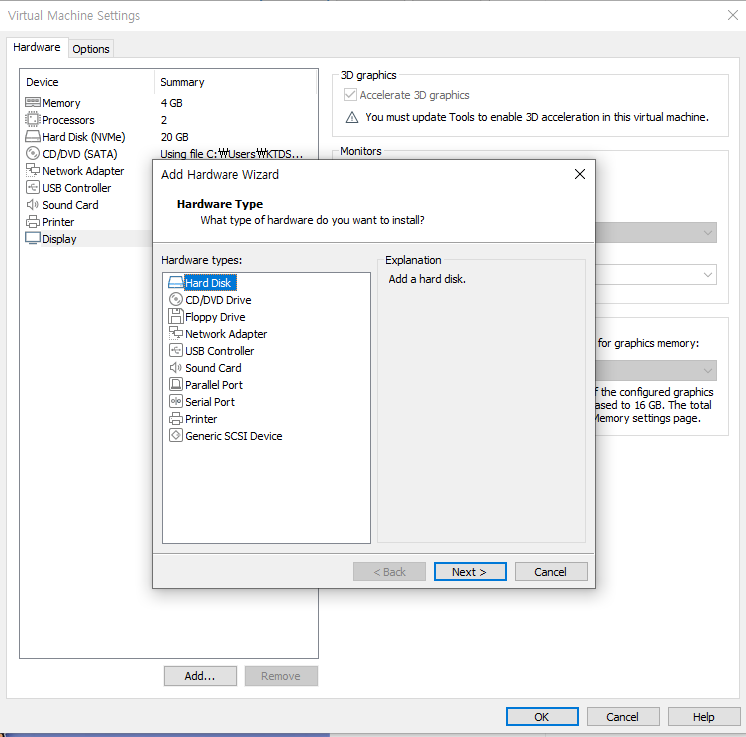 Virtual Machine Settings
Hardware
Options
Device Summary
Memory 4 GB
Processors 2
Hard Disk (NVMe) 20 GB
CD/DVD (SATA) Using file C:₩Users₩KTDS...
Network Adapter
USB Controller
Sound Card
Printer
Display
3D graphics
Accelerate 3D graphics
You must update Tools to enable 3D acceleration in this virtual machine.
Monitors
for graphics memory:
f the configured graphics
ased to 16 GB. The total
Memory settings page.
Add Hardware Wizard
Hardware Type
What type of hardware do you want to install?
Hardware types:
Hard Disk
CD/DVD Drive
Floppy Drive
Network Adapter
USB Controller
Sound Card
Parallel Port
Serial Port
Printer
Generic SCSI Device
Explanation
Add a hard disk.
< Back
Next >
Cancel
Add...
Remove
OK
Cancel
Help